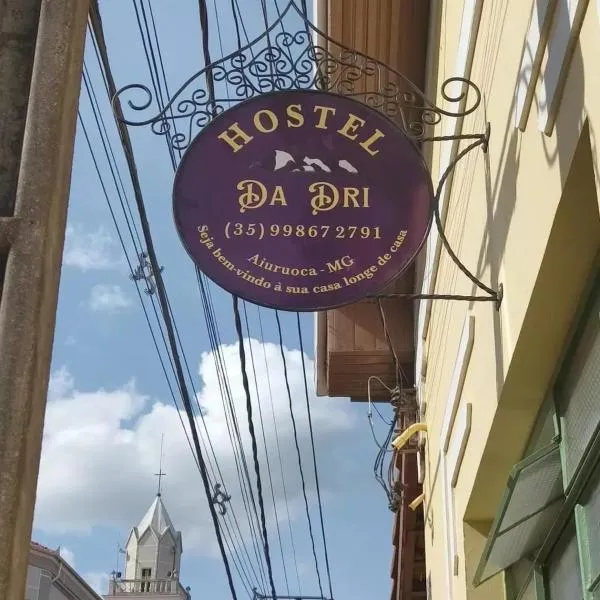 HOSTEL
DA DRI
(35) 99867 2791
Aiuruoca - MG
Seja bem-vindo à sua casa longe de casa